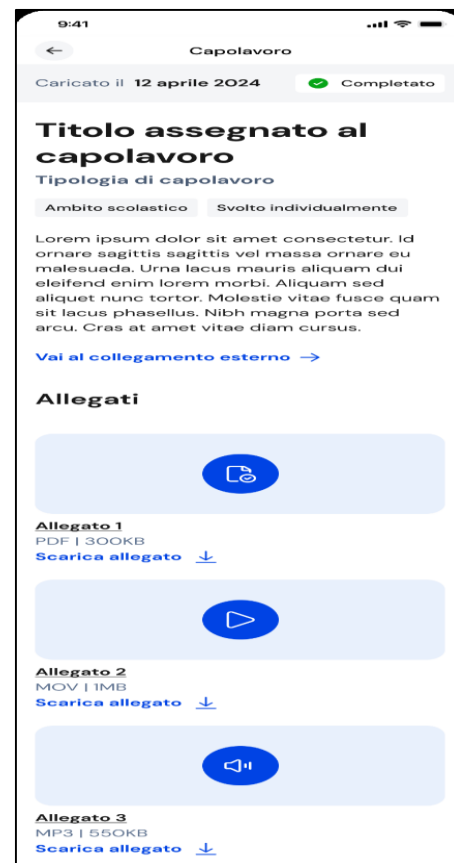 9:41
Capolavoro
Caricato il 12 aprile 2024
Completato
Titolo assegnato al
capolavoro
Tipologia di capolavoro
Ambito scolastico Svolto individualmente
Lorem ipsum dolor sit amet consectetur. Id
ornare sagittis sagittis vel massa ornare eu
malesuada. Urna lacus mauris aliquam dui
eleifend enim lorem morbi. Aliquam sed
aliquet nunc tortor. Molestie vitae fusce quam
sit lacus phasellus. Nibh magna porta sed
arcu. Cras at amet vitae diam cursus.
Vai al collegamento esterno →
Allegati
Allegato 1
PDF | 300KB
Scarica allegato
Allegato 2
MOV | 1MB
Scarica allegato
Allegato 3
MP3 | 550KB
Scarica allegato